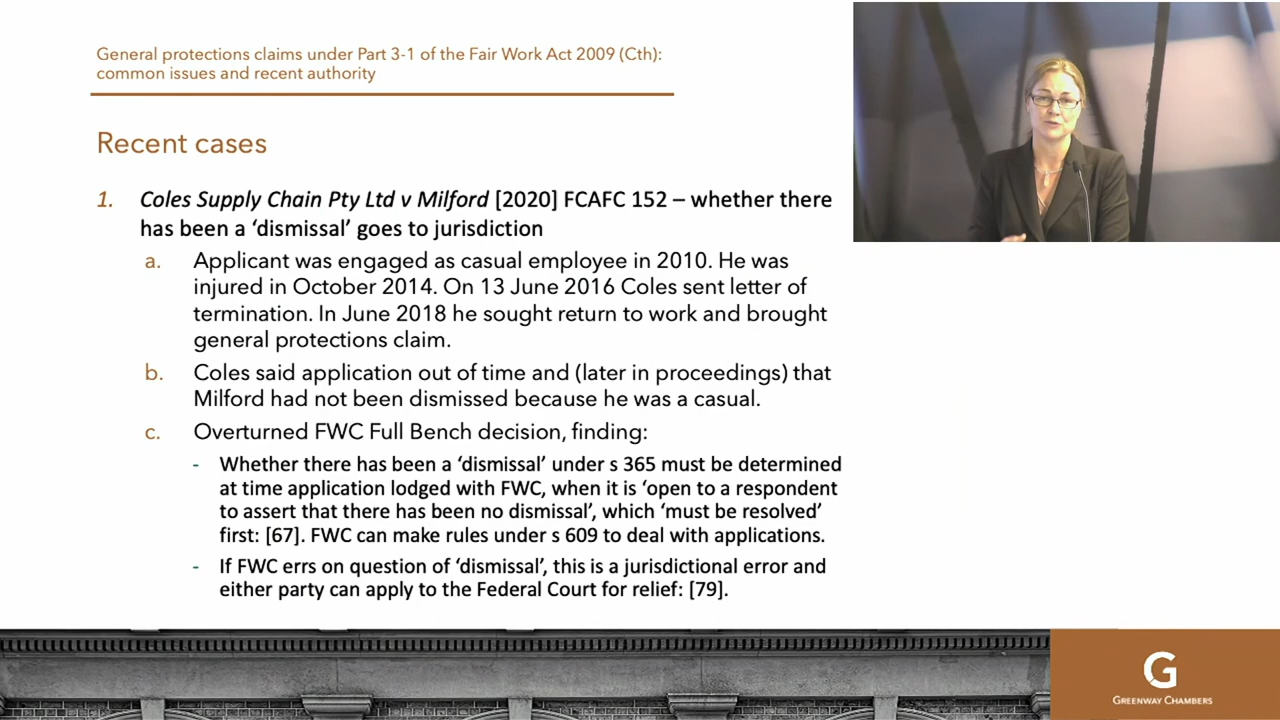 General protections claims under Part 3-1 of the Fair Work Act 2009 (Cth):
common issues and recent authority
Recent cases
1. Coles Supply Chain Pty Ltd v Milford [2020] FCAFC 152 – whether there
has been a ‘dismissal’ goes to jurisdiction
a. Applicant was engaged as casual employee in 2010. He was
injured in October 2014. On 13 June 2016 Coles sent letter of
termination. In June 2018 he sought return to work and brought
general protections claim.
b. Coles said application out of time and (later in proceedings) that
Milford had not been dismissed because he was a casual.
c. Overturned FWC Full Bench decision, finding:
- Whether there has been a ‘dismissal’ under s 365 must be determined
at time application lodged with FWC, when it is ‘open to a respondent
to assert that there has been no dismissal’, which ‘must be resolved’
first: [67]. FWC can make rules under s 609 to deal with applications.
- If FWC errs on question of ‘dismissal’, this is a jurisdictional error and
either party can apply to the Federal Court for relief: [79].
G
GREENWAY CHAMBERS